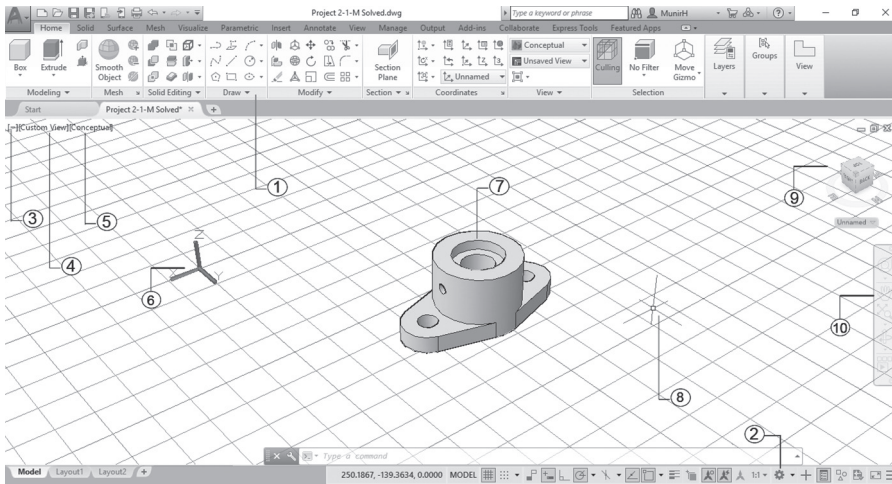 Project 2-1-M Solved.dwg
Type a keyword or phrase
MunirH
Home Solid Surface Mesh Visualize Parametric Insert Annotate View Manage Output Add-ins Collaborate Express Tools Featured Apps
Box
Extrude
Smooth Object
Section Plane
Unnamed
Conceptual
Unsaved View
Culling
No Filter
Move Gizmo
Layers
Groups
View
Modeling Mesh Solid Editing Draw Modify Section Coordinates View Selection
Start Project 2-1-M Solved* +
[-][Custom View][Conceptual]
1
7
9
3
5
Unnamed
Z
4
X Y
6
10
8
2
Type a command
Model Layout1 Layout2 +
250.1867, -139.3634, 0.0000 MODEL
1:1